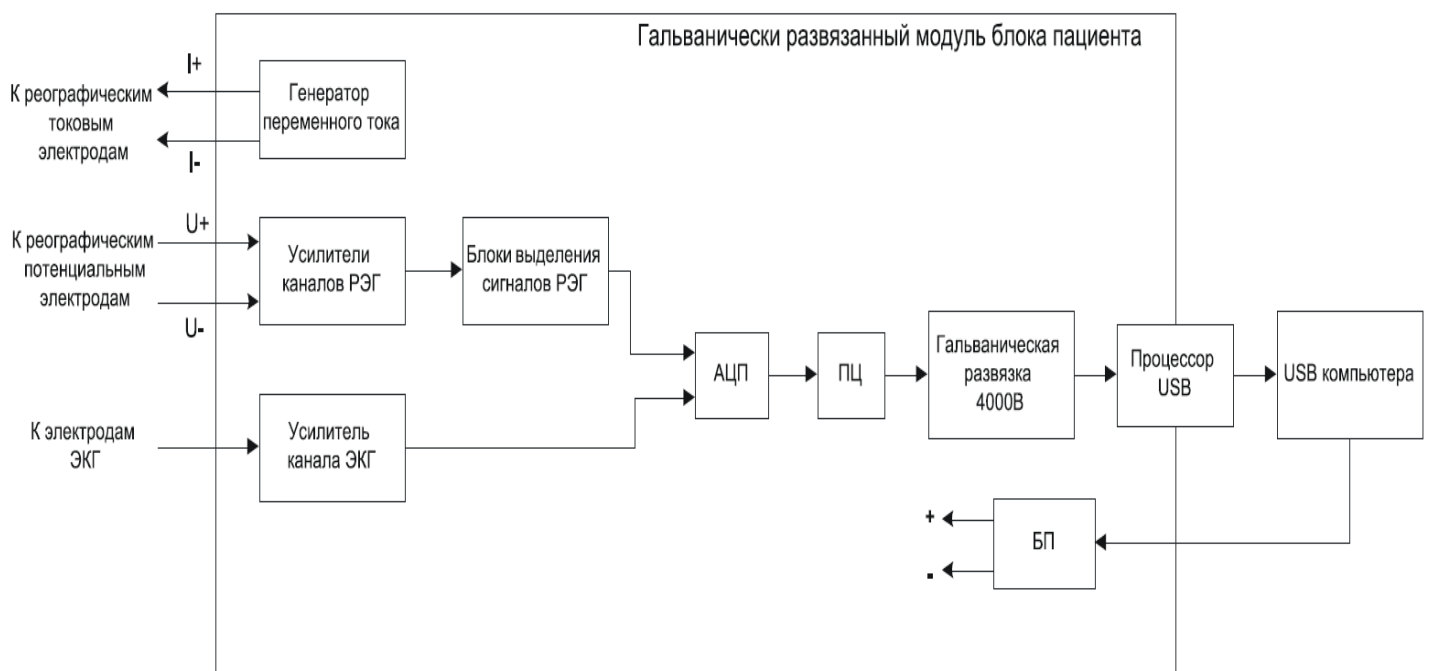 Гальванически развязанный модуль блока пациента
I+
К реографическим
токовым
электродам
I-
Генератор
переменного тока
U+
К реографическим
потенциальным
электродам
U-
Усилители
каналов РЭГ
Блоки выделения
сигналов РЭГ
К электродам
ЭКГ
Усилитель
канала ЭКГ
АЦП
ПЦ
Гальваническая
развязка
4000В
Процессор
USB
USB компьютера
+
-
БП